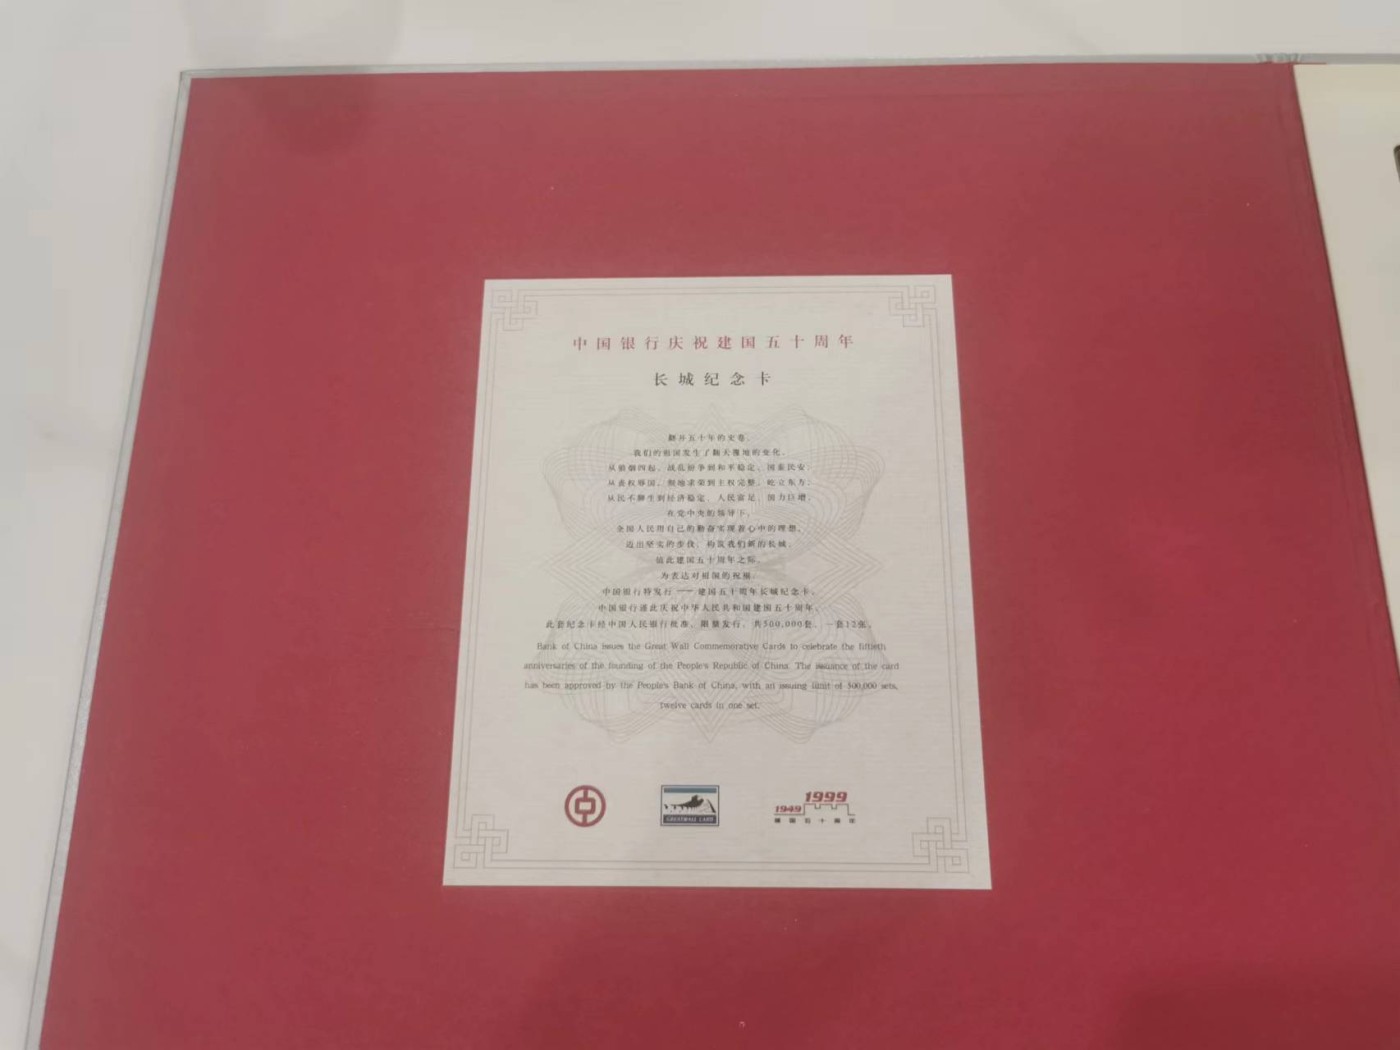 中国银行庆祝建国五十周年
长城纪念卡
翻开五十年的史卷，
我们的祖国发生了翻天覆地的变化。
从狼烟四起、战乱纷争到和平稳定、国泰民安；
从丧权辱国、割地求荣到主权完整、屹立东方；
从民不聊生到经济稳定、人民富足、国力巨增。
在党中央的领导下，
全国人民用自己的勤奋实现着心中的理想，
迈出坚实的步伐，构筑我们新的长城。
值此建国五十周年之际，
为表达对祖国的祝福，
中国银行特发行 —— 建国五十周年长城纪念卡。
中国银行谨此庆祝中华人民共和国建国五十周年。
此套纪念卡经中国人民银行批准，限量发行，共500,000套，一套12张。
Bank of China issues the Great Wall Commemorative Cards to celebrate the fiftieth
anniversaries of the founding of the People's Republic of China. The issuance of the card
has been approved by the People's Bank of China, with an issuing limit of 500,000 sets,
Twelve cards in one set.
GREATWALL CARD
1949 1999
建国五十周年